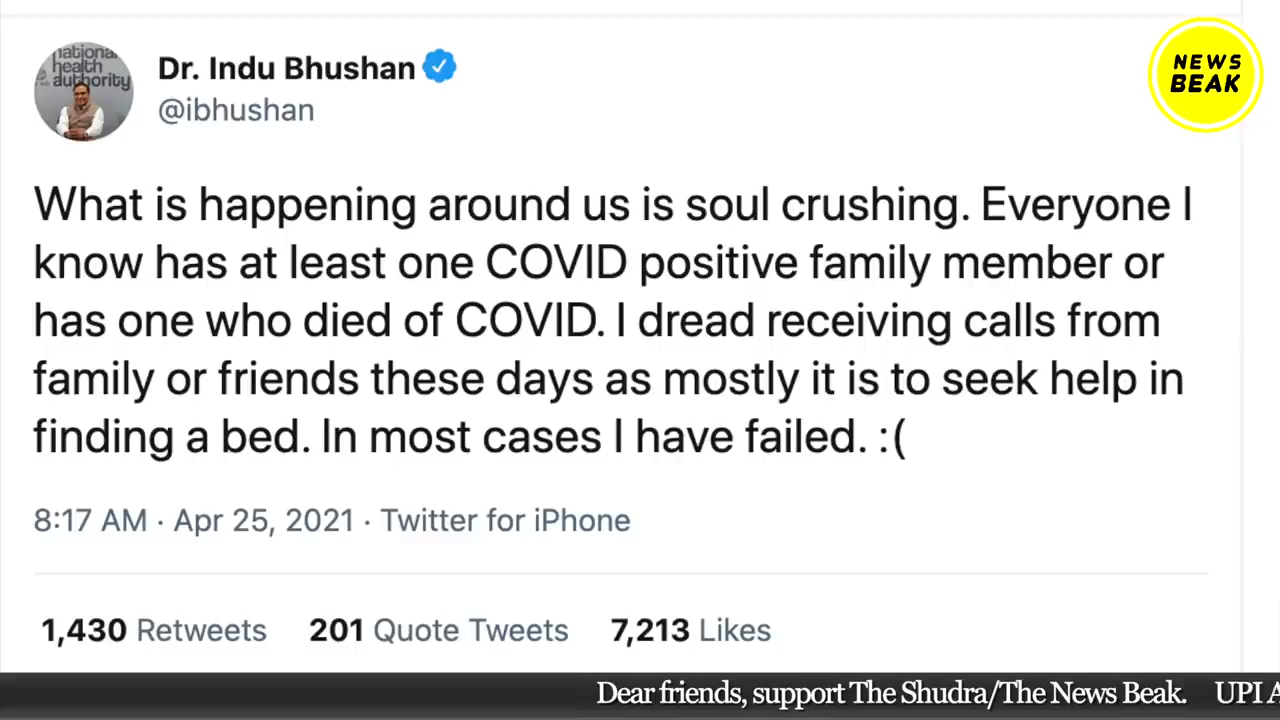 national
health
authority
Dr. Indu Bhushan
@ibhushan
NEWS
BEAK
What is happening around us is soul crushing. Everyone I
know has at least one COVID positive family member or
has one who died of COVID. I dread receiving calls from
family or friends these days as mostly it is to seek help in
finding a bed. In most cases I have failed. :(
8:17 AM · Apr 25, 2021 · Twitter for iPhone
1,430 Retweets 201 Quote Tweets 7,213 Likes
Dear friends, support The Shudra/The News Beak. UPI A